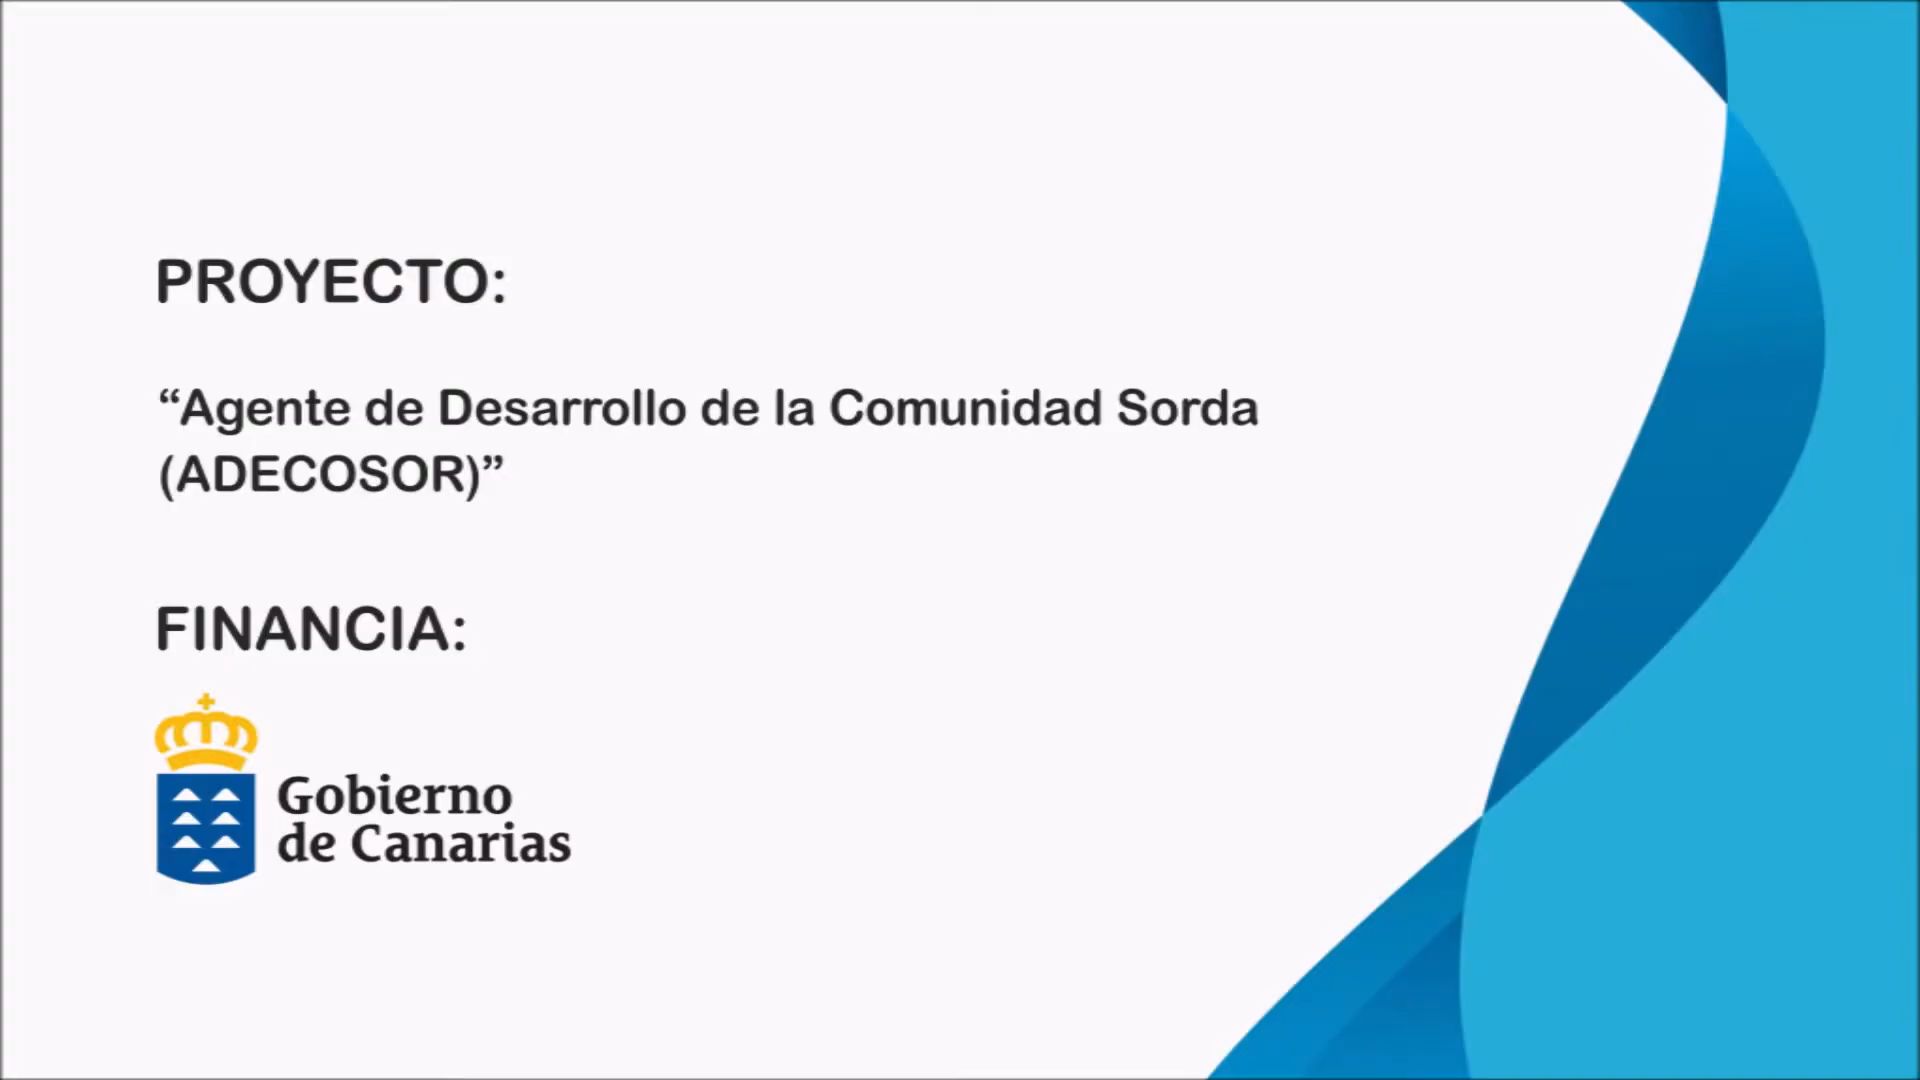 PROYECTO:
“Agente de Desarrollo de la Comunidad Sorda
(ADECOSOR)”
FINANCIA:
Gobierno
de Canarias